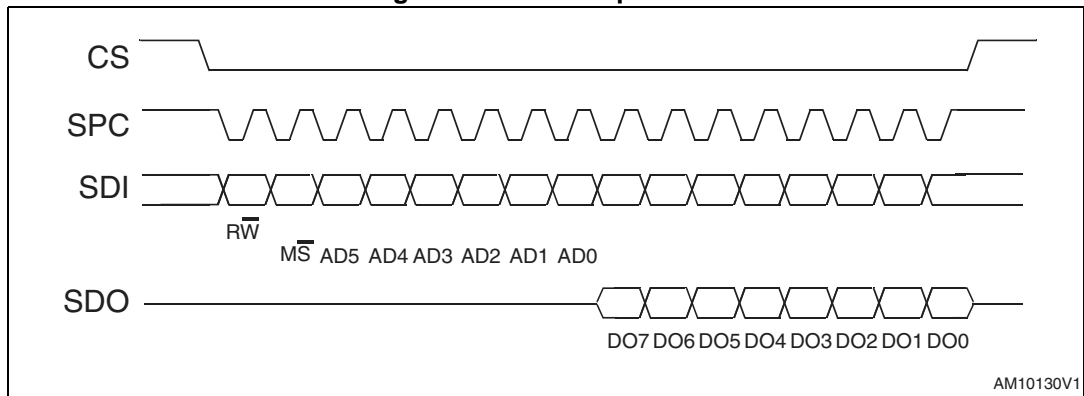 CS
SPC
SDI
RW̅
MS̅ AD5 AD4 AD3 AD2 AD1 AD0
SDO
DO7 DO6 DO5 DO4 DO3 DO2 DO1 DO0
AM10130V1